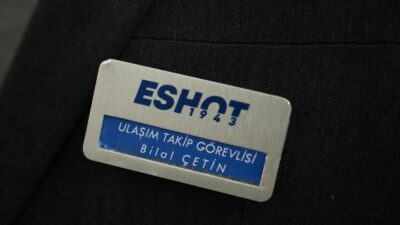 ESHOT
1943
ULAŞIM TAKİP GÖREVLİSİ
Bilal ÇETİN